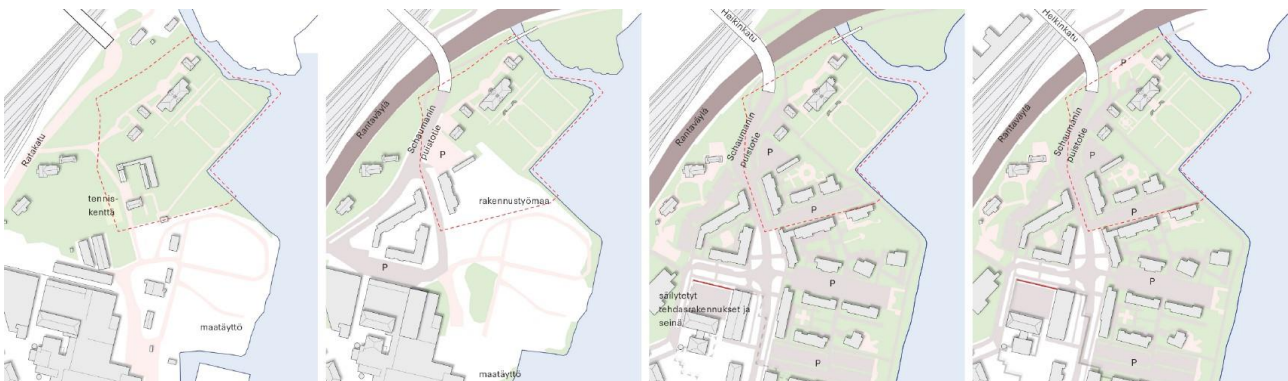 Ratakatu
tennis-
kenttä
maatäyttö
Rantaväylä
Schaumanin
puistotie
P
rakennustyömaa
P
maatäyttö
Heikinkatu
Rantaväylä
Schaumanin
puistotie
P
P
P
säilytetyt
tehdasrakennukset ja
seinä
P
Heikinkatu
P
Rantaväylä
Schaumanin
puistotie
P
P
P
P